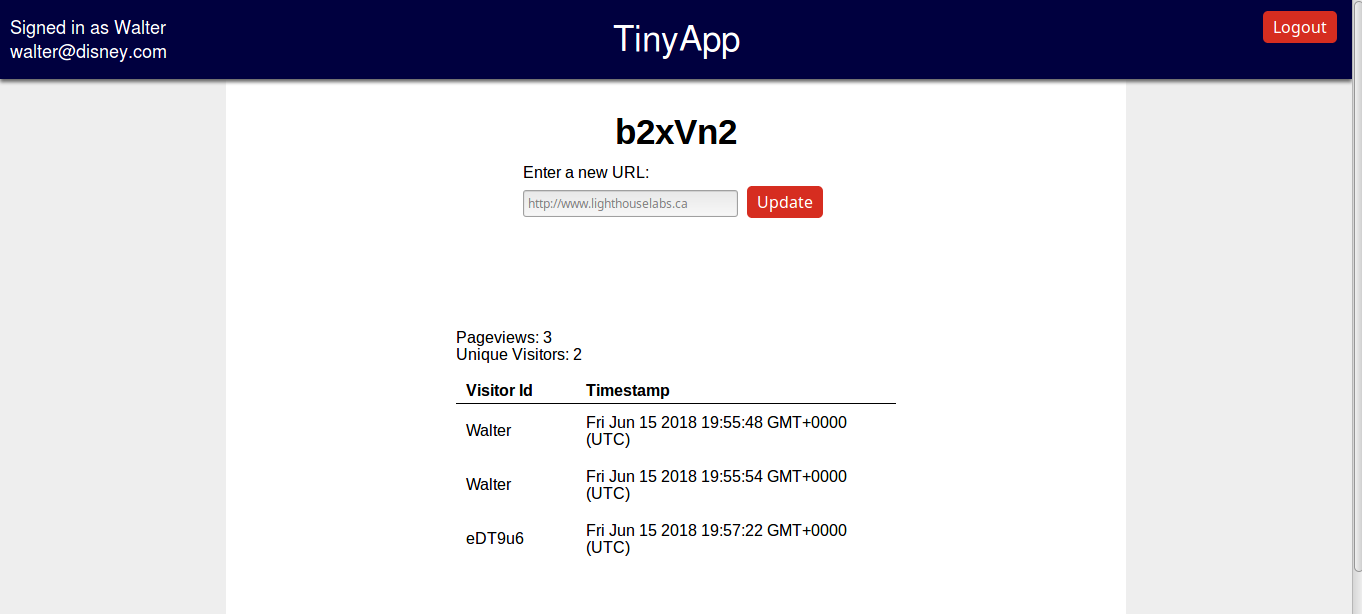 Signed in as Walter
walter@disney.com
TinyApp
Logout
b2xVn2
Enter a new URL:
http://www.lighthouselabs.ca
Update
Pageviews: 3
Unique Visitors: 2
Visitor Id Timestamp
Walter Fri Jun 15 2018 19:55:48 GMT+0000
(UTC)
Walter Fri Jun 15 2018 19:55:54 GMT+0000
(UTC)
eDT9u6 Fri Jun 15 2018 19:57:22 GMT+0000
(UTC)